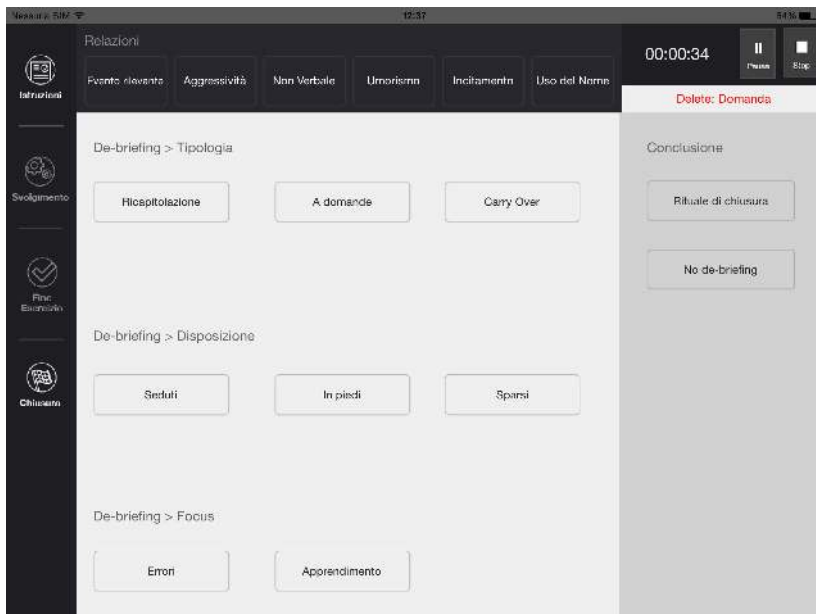 Nessuna SIM
12:37
84%
Relazioni
Evento rilevante
Aggressività
Non Verbale
Umorismo
Incitamento
Uso del Nome
00:00:34
Pausa
Stop
Delete: Domanda
Istruzioni
Svolgimento
Fine
Esercizio
Chiusura
De-briefing > Tipologia
Ricapitolazione
A domande
Carry Over
De-briefing > Disposizione
Seduti
In piedi
Sparsi
De-briefing > Focus
Errori
Apprendimento
Conclusione
Rituale di chiusura
No de-briefing